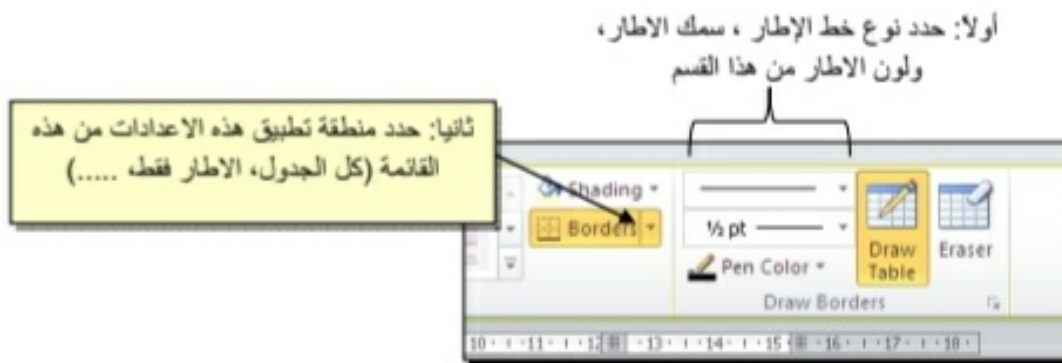 أولاً: حدد نوع خط الإطار ، سمك الاطار،
ولون الاطار من هذا القسم
ثانيا: حدد منطقة تطبيق هذه الاعدادات من هذه
القائمة (كل الجدول، الاطار فقط، .....)
Shading
Borders
½ pt
Pen Color
Draw
Table
Eraser
Draw Borders
10 · 11 · 12 · 13 · 14 · 15 · 16 · 17 · 18